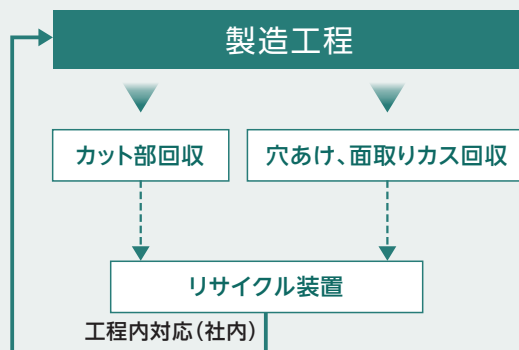 製造工程
カット部回収
穴あけ、面取りカス回収
リサイクル装置
工程内対応（社内）